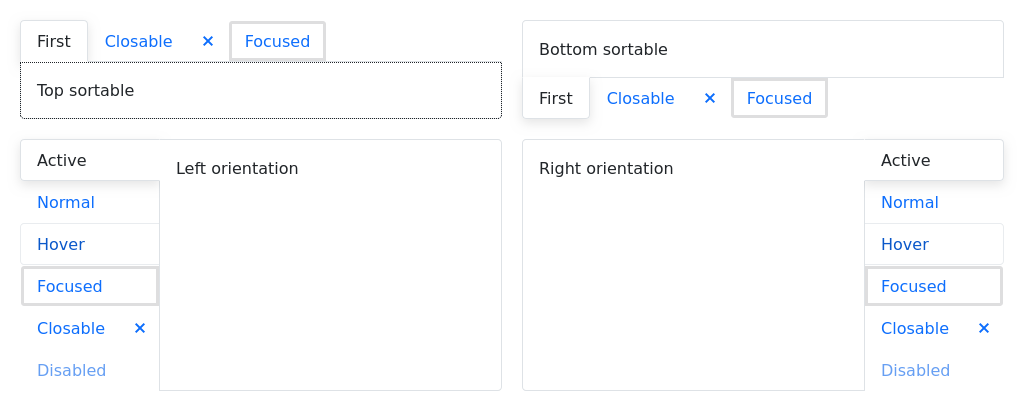 First Closable × Focused
Top sortable
Bottom sortable
First Closable × Focused
Active
Normal
Hover
Focused
Closable ×
Disabled
Left orientation
Right orientation
Active
Normal
Hover
Focused
Closable ×
Disabled